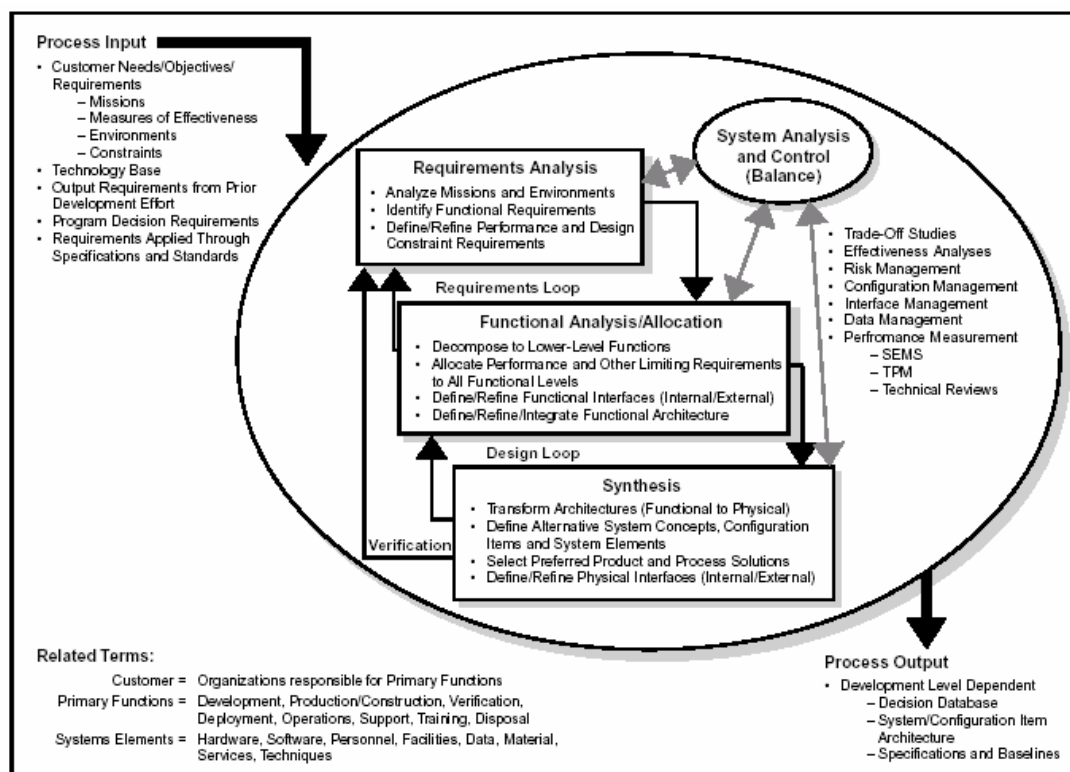 Process Input
• Customer Needs/Objectives/
Requirements
– Missions
– Measures of Effectiveness
– Environments
– Constraints
• Technology Base
• Output Requirements from Prior
Development Effort
• Program Decision Requirements
• Requirements Applied Through
Specifications and Standards
Requirements Analysis
• Analyze Missions and Environments
• Identify Functional Requirements
• Define/Refine Performance and Design
Constraint Requirements
System Analysis
and Control
(Balance)
• Trade-Off Studies
• Effectiveness Analyses
• Risk Management
• Configuration Management
• Interface Management
• Data Management
• Perfromance Measurement
– SEMS
– TPM
– Technical Reviews
Requirements Loop
Functional Analysis/Allocation
• Decompose to Lower-Level Functions
• Allocate Performance and Other Limiting Requirements
to All Functional Levels
• Define/Refine Functional Interfaces (Internal/External)
• Define/Refine/Integrate Functional Architecture
Design Loop
Synthesis
• Transform Architectures (Functional to Physical)
• Define Alternative System Concepts, Configuration
Items and System Elements
• Select Preferred Product and Process Solutions
• Define/Refine Physical Interfaces (Internal/External)
Verification
Related Terms:
Customer = Organizations responsible for Primary Functions
Primary Functions = Development, Production/Construction, Verification,
Deployment, Operations, Support, Training, Disposal
Systems Elements = Hardware, Software, Personnel, Facilities, Data, Material,
Services, Techniques
Process Output
• Development Level Dependent
– Decision Database
– System/Configuration Item
Architecture
– Specifications and Baselines